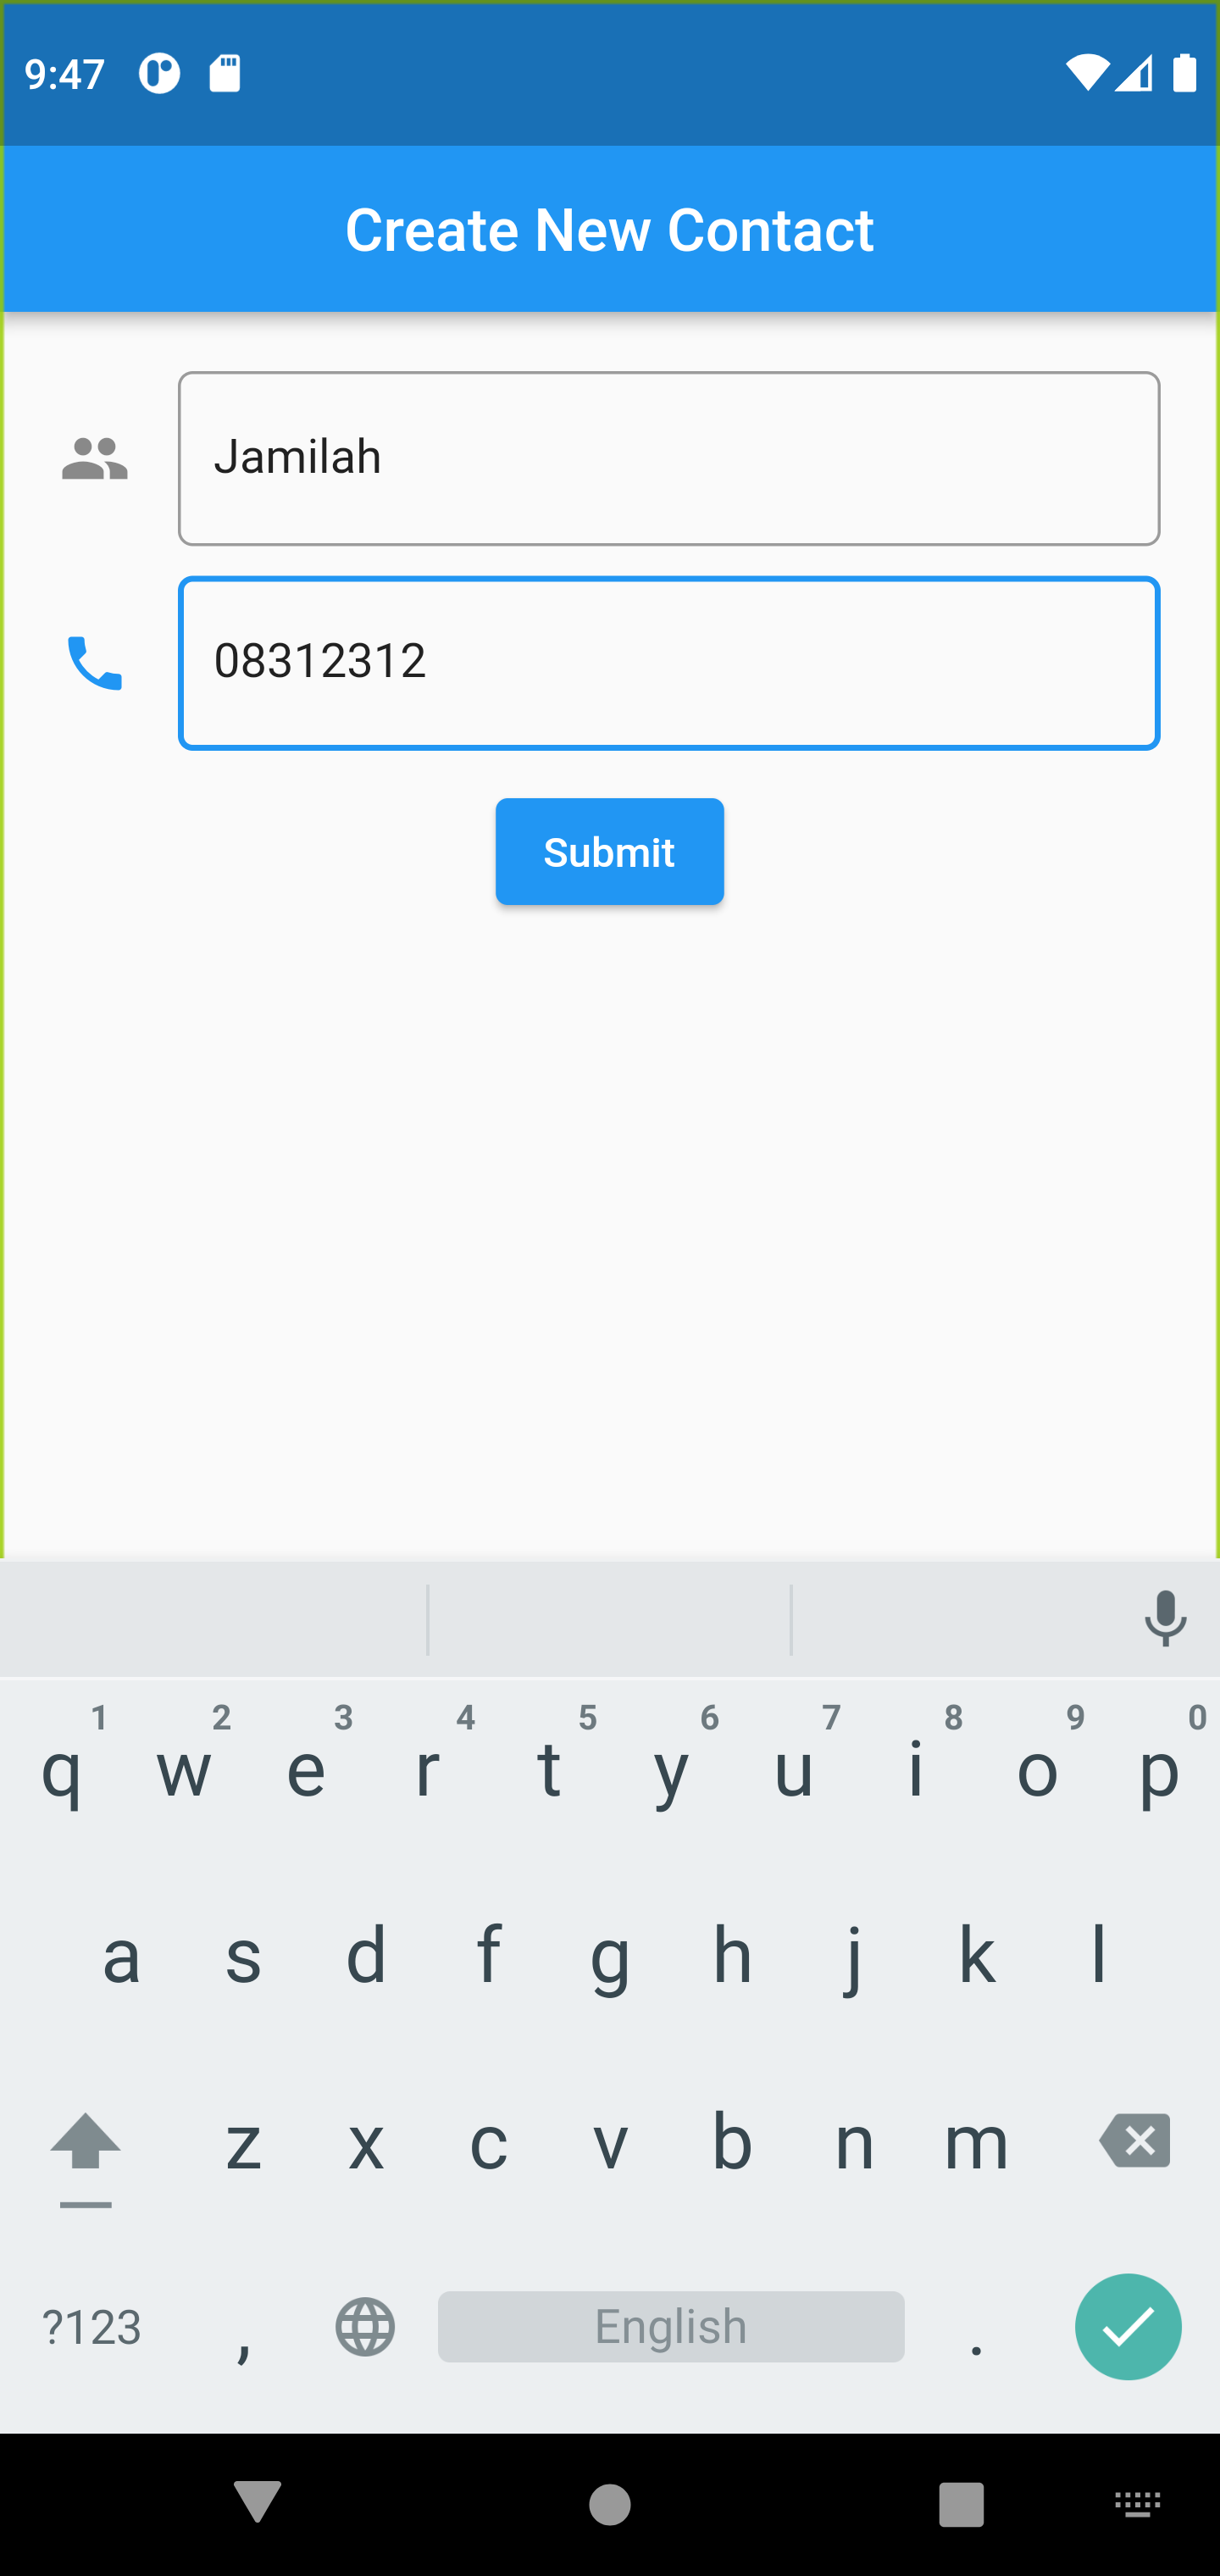 9:47
Create New Contact
Jamilah
08312312
Submit
1 2 3 4 5 6 7 8 9 0
q w e r t y u i o p
a s d f g h j k l
z x c v b n m
?123 , English .